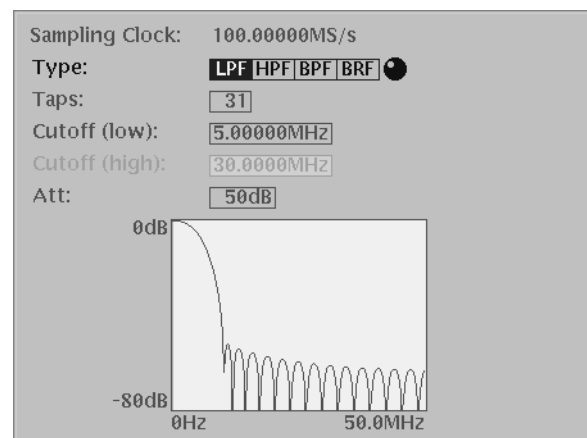 Sampling Clock: 100.00000MS/s
Type: LPF HPF BPF BRF
Taps: 31
Cutoff (low): 5.00000MHz
Cutoff (high): 30.0000MHz
Att: 50dB
0dB
-80dB
0Hz 50.0MHz